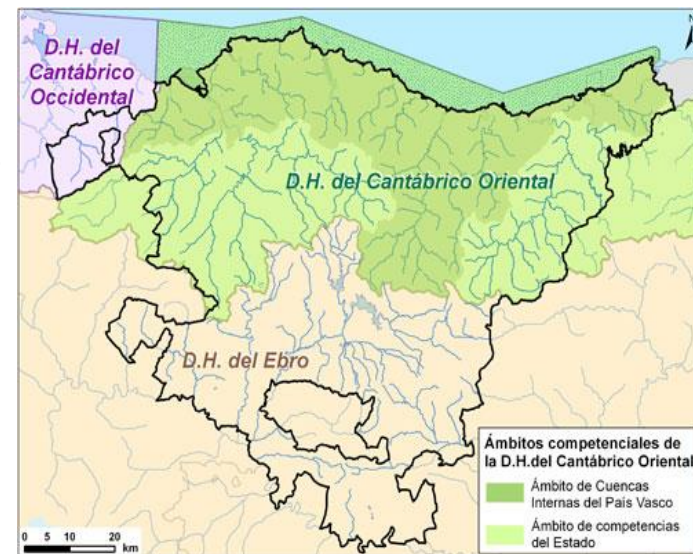 N
D.H. del
Cantábrico
Occidental
D.H. del Cantábrico Oriental
D.H. del Ebro
Ámbitos competenciales de
la D.H.del Cantábrico Oriental
Ámbito de Cuencas
Internas del País Vasco
Ámbito de competencias
del Estado
0 5 10 20
km